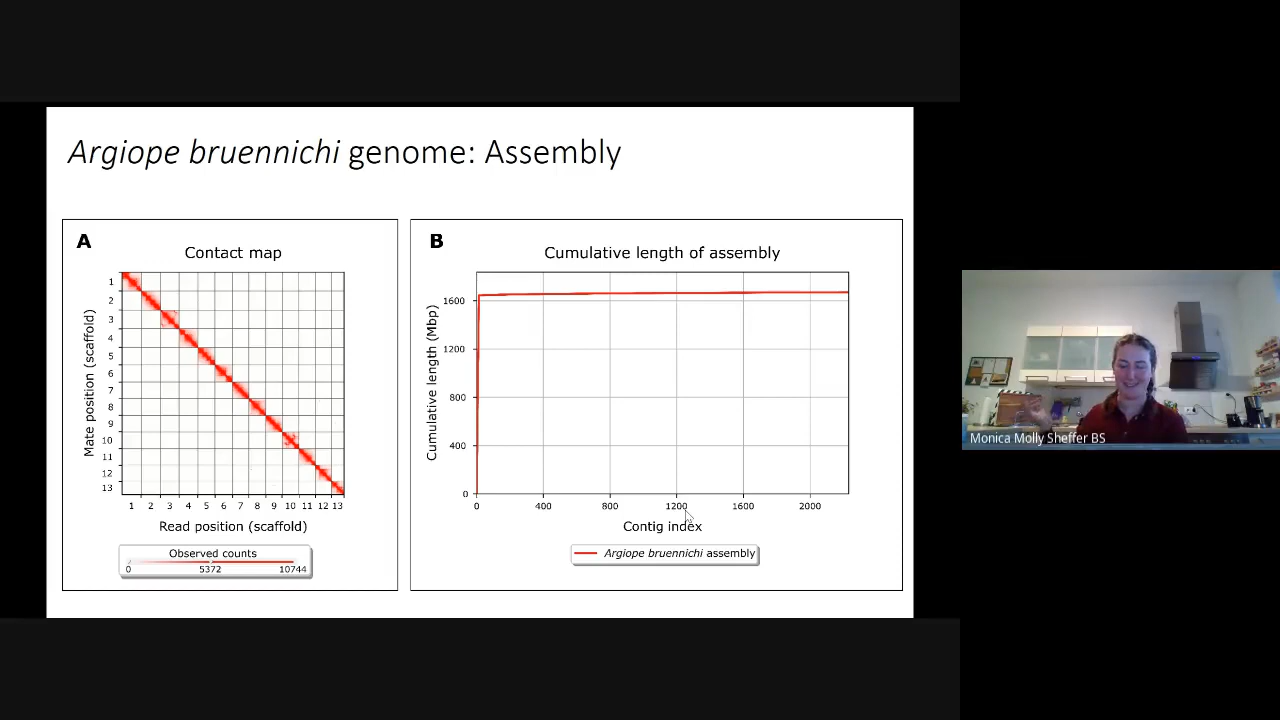 Argiope bruennichi genome: Assembly
A
Contact map
Mate position (scaffold)
1
2
3
4
5
6
7
8
9
10
11
12
13
1 2 3 4 5 6 7 8 9 10 11 12 13
Read position (scaffold)
Observed counts
0 5372 10744
B
Cumulative length of assembly
Cumulative length (Mbp)
1600
1200
800
400
0
0 400 800 1200 1600 2000
Contig index
Argiope bruennichi assembly
Monica Molly Sheffer BS